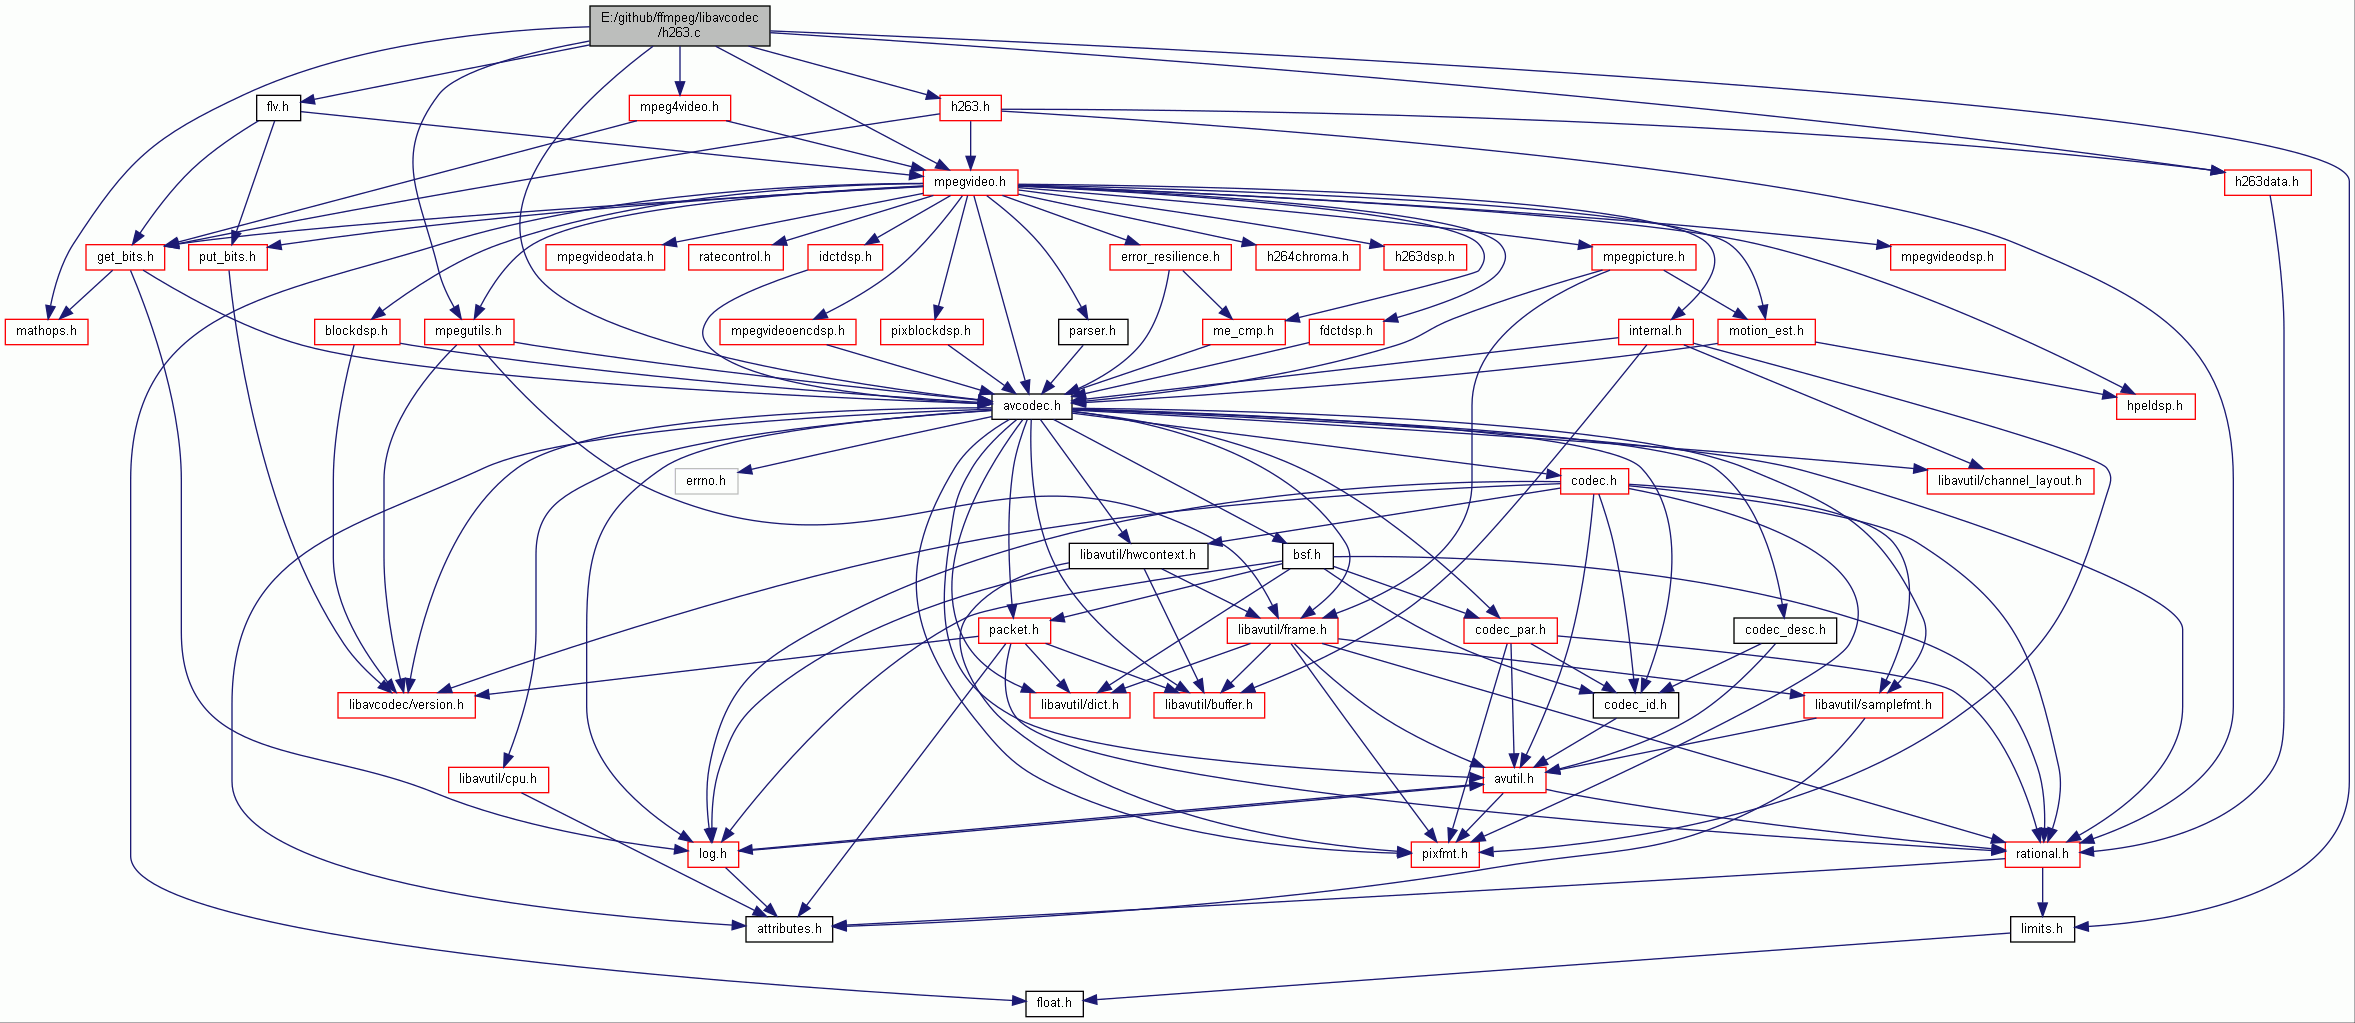 E:/github/ffmpeg/libavcodec
/h263.c
flv.h
mpeg4video.h
h263.h
mpegvideo.h
h263data.h
get_bits.h
put_bits.h
mpegvideodata.h
ratecontrol.h
idctdsp.h
error_resilience.h
h264chroma.h
h263dsp.h
mpegpicture.h
mpegvideodsp.h
mathops.h
blockdsp.h
mpegutils.h
mpegvideoencdsp.h
pixblockdsp.h
parser.h
me_cmp.h
fdctdsp.h
internal.h
motion_est.h
avcodec.h
hpeldsp.h
errno.h
codec.h
libavutil/channel_layout.h
libavutil/hwcontext.h
bsf.h
packet.h
libavutil/frame.h
codec_par.h
codec_desc.h
libavcodec/version.h
libavutil/dict.h
libavutil/buffer.h
codec_id.h
libavutil/samplefmt.h
libavutil/cpu.h
avutil.h
log.h
pixfmt.h
rational.h
attributes.h
limits.h
float.h